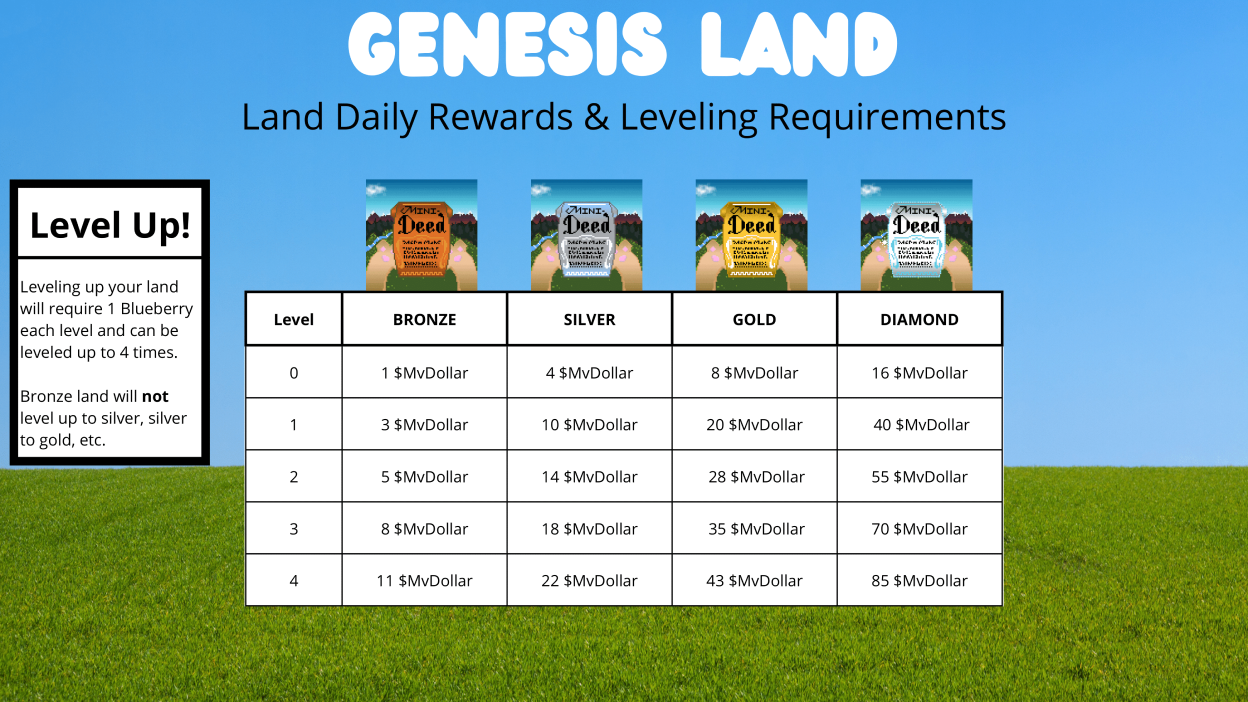 GENESIS LAND
Land Daily Rewards & Leveling Requirements
Level Up!
Leveling up your land
will require 1 Blueberry
each level and can be
leveled up to 4 times.
Bronze land will not
level up to silver, silver
to gold, etc.
MINI
Deed
MINI
Deed
MINI
Deed
MINI
Deed
Level BRONZE SILVER GOLD DIAMOND
0 1 $MvDollar 4 $MvDollar 8 $MvDollar 16 $MvDollar
1 3 $MvDollar 10 $MvDollar 20 $MvDollar 40 $MvDollar
2 5 $MvDollar 14 $MvDollar 28 $MvDollar 55 $MvDollar
3 8 $MvDollar 18 $MvDollar 35 $MvDollar 70 $MvDollar
4 11 $MvDollar 22 $MvDollar 43 $MvDollar 85 $MvDollar